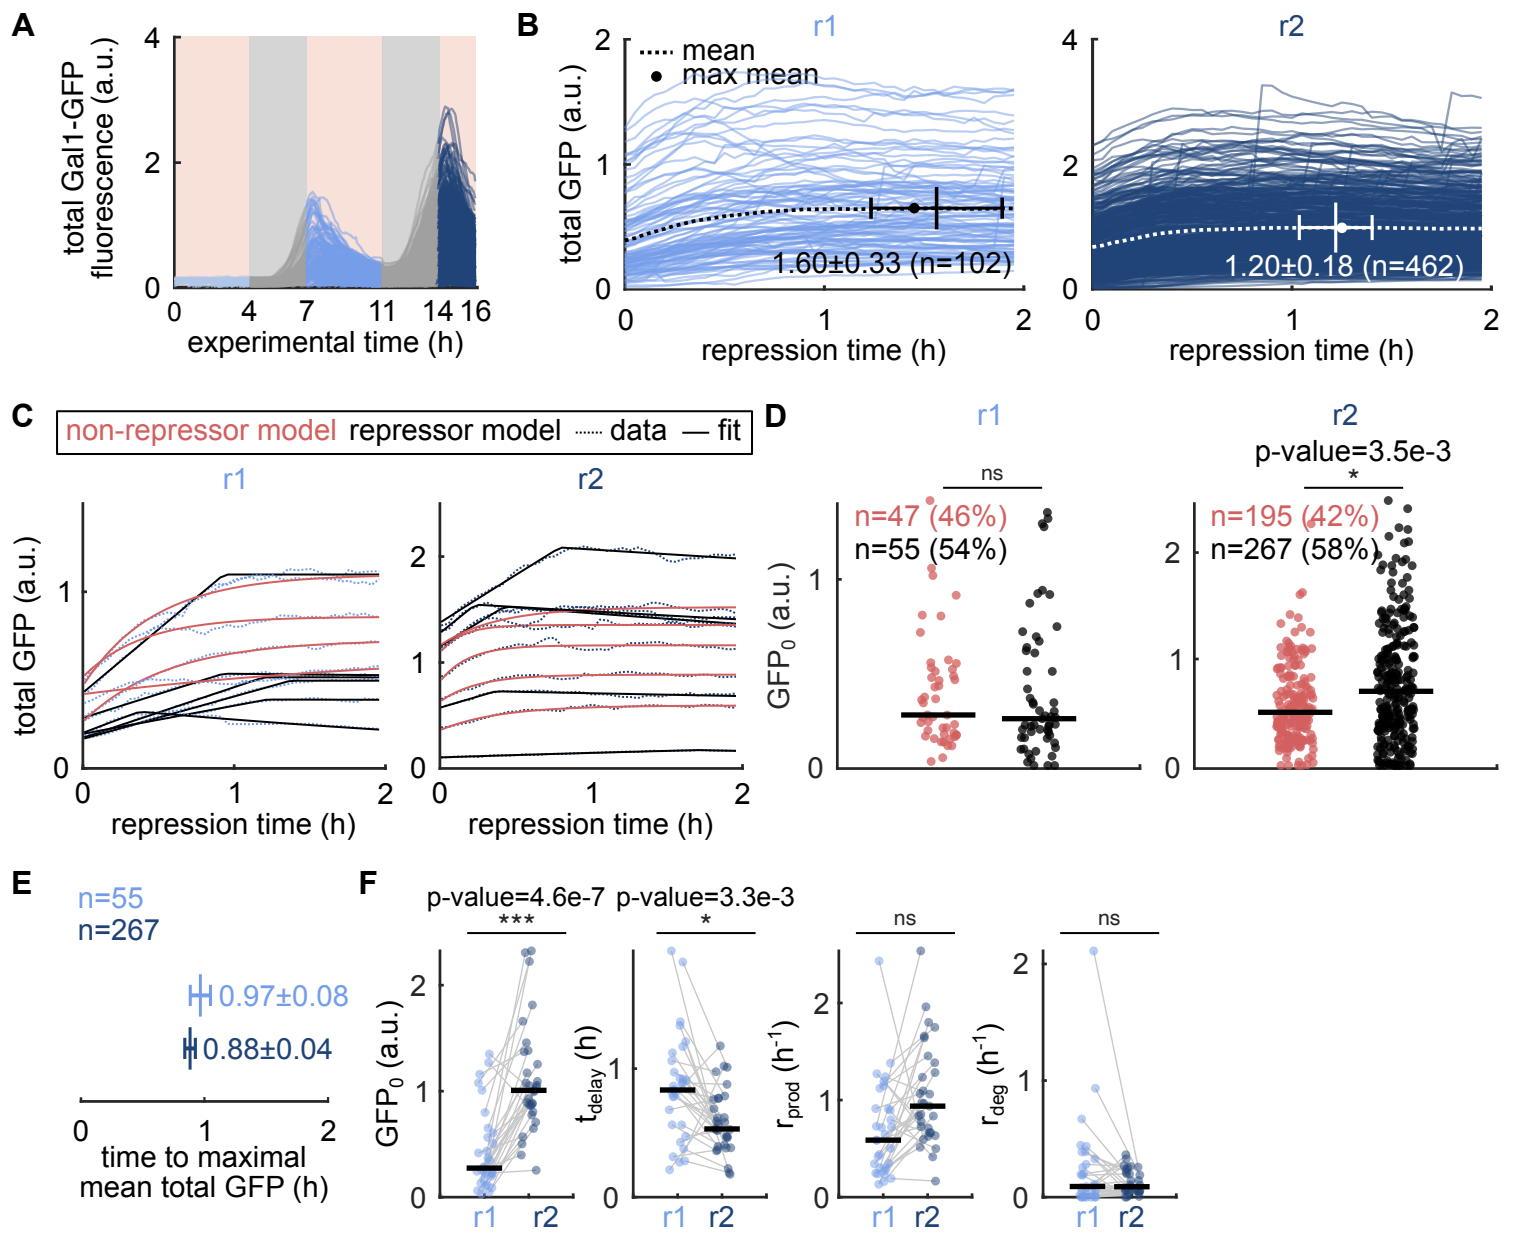 A
total Gal1-GFP
fluorescence (a.u.)
4
2
0
0 4 7 11 14 16
experimental time (h)
B
r1
r2
total GFP (a.u.)
2
1
0
mean
max mean
1.60±0.33 (n=102)
0 1 2
repression time (h)
4
2
0
1.20±0.18 (n=462)
0 1 2
repression time (h)
C
non-repressor model repressor model data fit
r1
r2
total GFP (a.u.)
1
0
0 1 2
repression time (h)
2
1
0
0 1 2
repression time (h)
D
r1
r2
p-value=3.5e-3
ns
*
GFP0 (a.u.)
n=47 (46%)
n=55 (54%)
1
0
n=195 (42%)
n=267 (58%)
2
1
0
E
n=55
n=267
0.97±0.08
0.88±0.04
0 1 2
time to maximal
mean total GFP (h)
F
p-value=4.6e-7
***
GFP0 (a.u.)
2
1
0
r1 r2
p-value=3.3e-3
*
tdelay (h)
1
0
r1 r2
ns
rprod (h-1)
2
1
0
r1 r2
ns
rdeg (h-1)
2
1
0
r1 r2